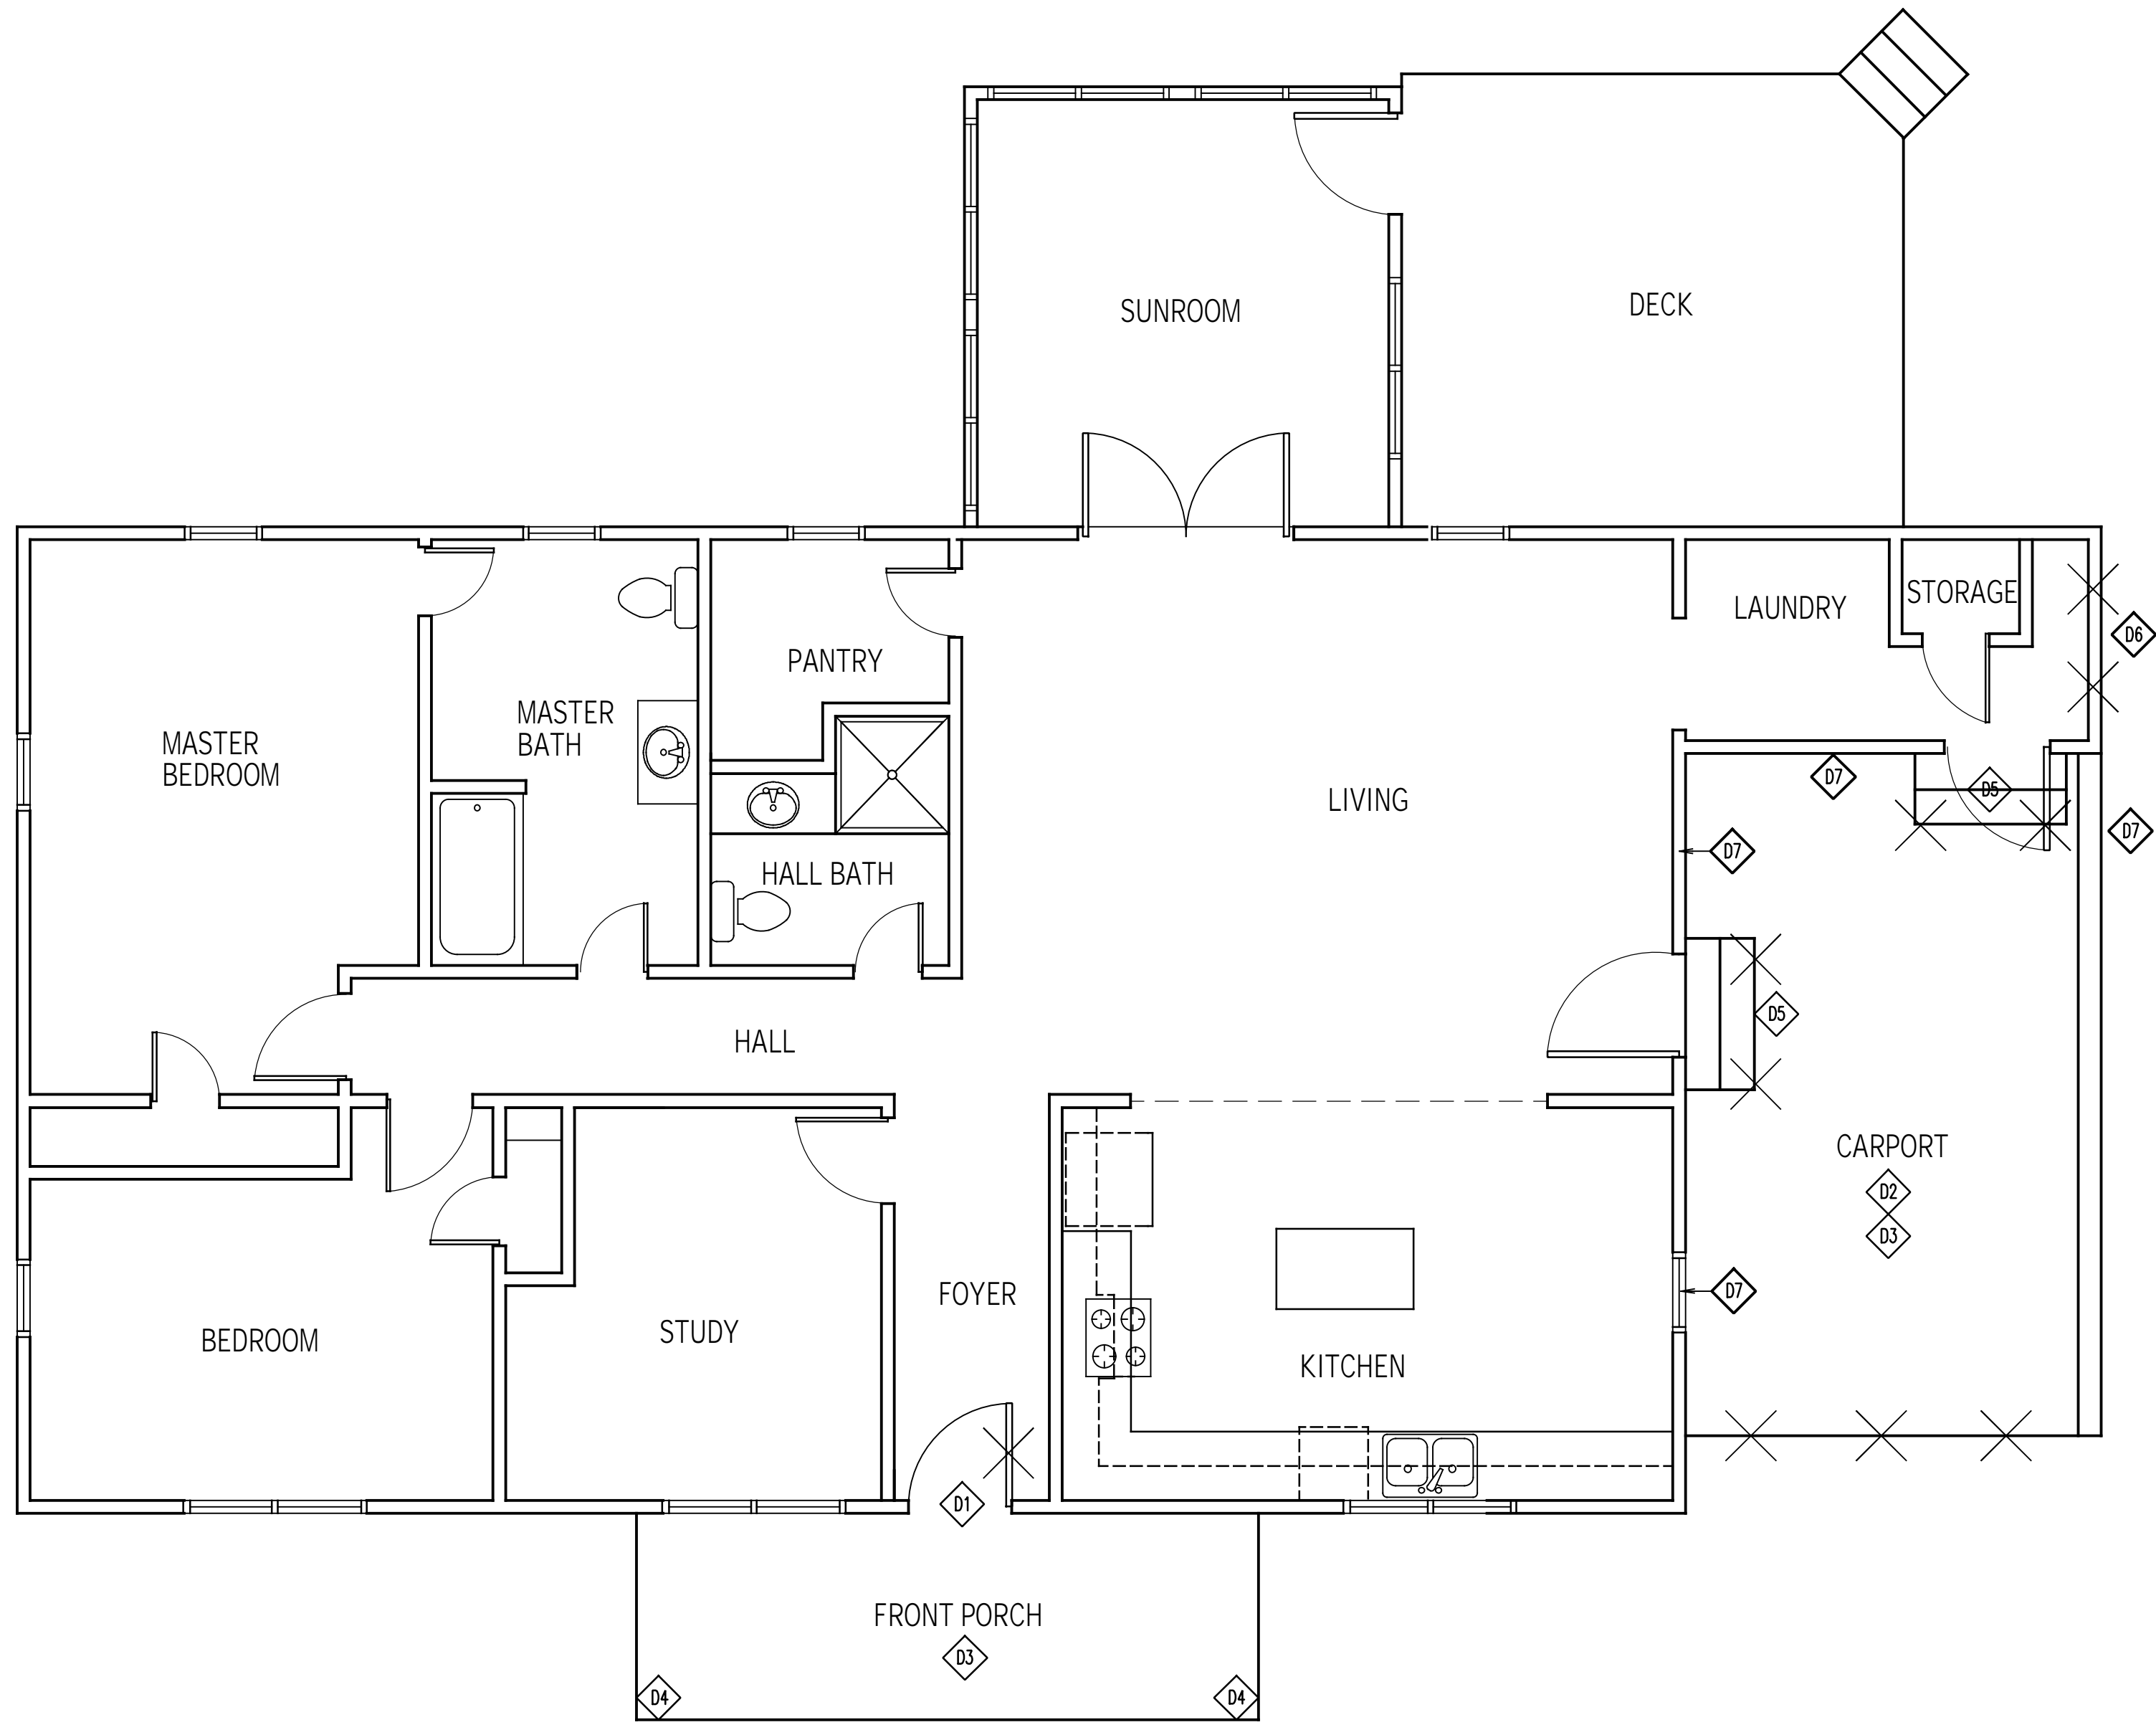 SUNROOM
DECK
LAUNDRY
STORAGE
D6
PANTRY
MASTER
BATH
MASTER
BEDROOM
LIVING
D7
D5
D7
D7
HALL BATH
D5
HALL
CARPORT
D2
D3
D7
FOYER
STUDY
BEDROOM
KITCHEN
D1
FRONT PORCH
D3
D4
D4